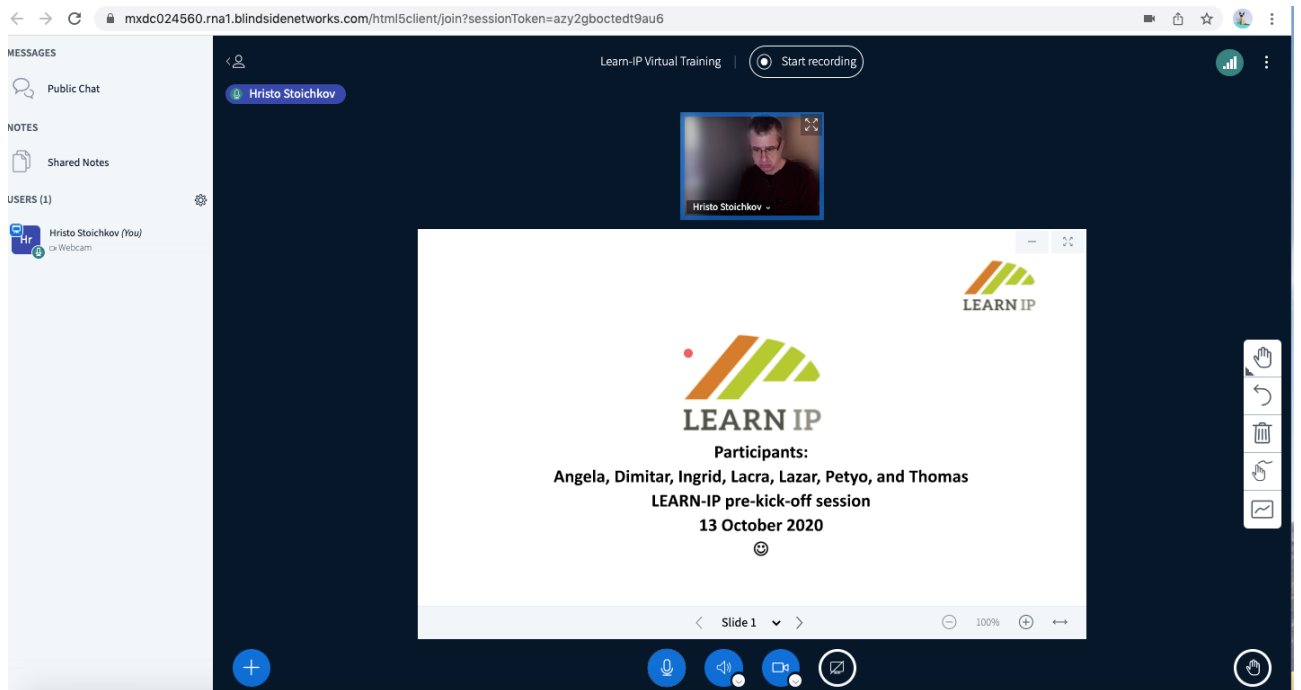 mxdc024560.rna1.blindsidenetworks.com/html5client/join?sessionToken=azy2gboctedt9au6
MESSAGES
Public Chat
NOTES
Shared Notes
USERS (1)
Hr
Hristo Stoichkov (You)
Webcam
Learn-IP Virtual Training
Start recording
Hristo Stoichkov
Hristo Stoichkov
LEARN IP
LEARN IP
Participants:
Angela, Dimitar, Ingrid, Lacra, Lazar, Petyo, and Thomas
LEARN-IP pre-kick-off session
13 October 2020
Slide 1
100%